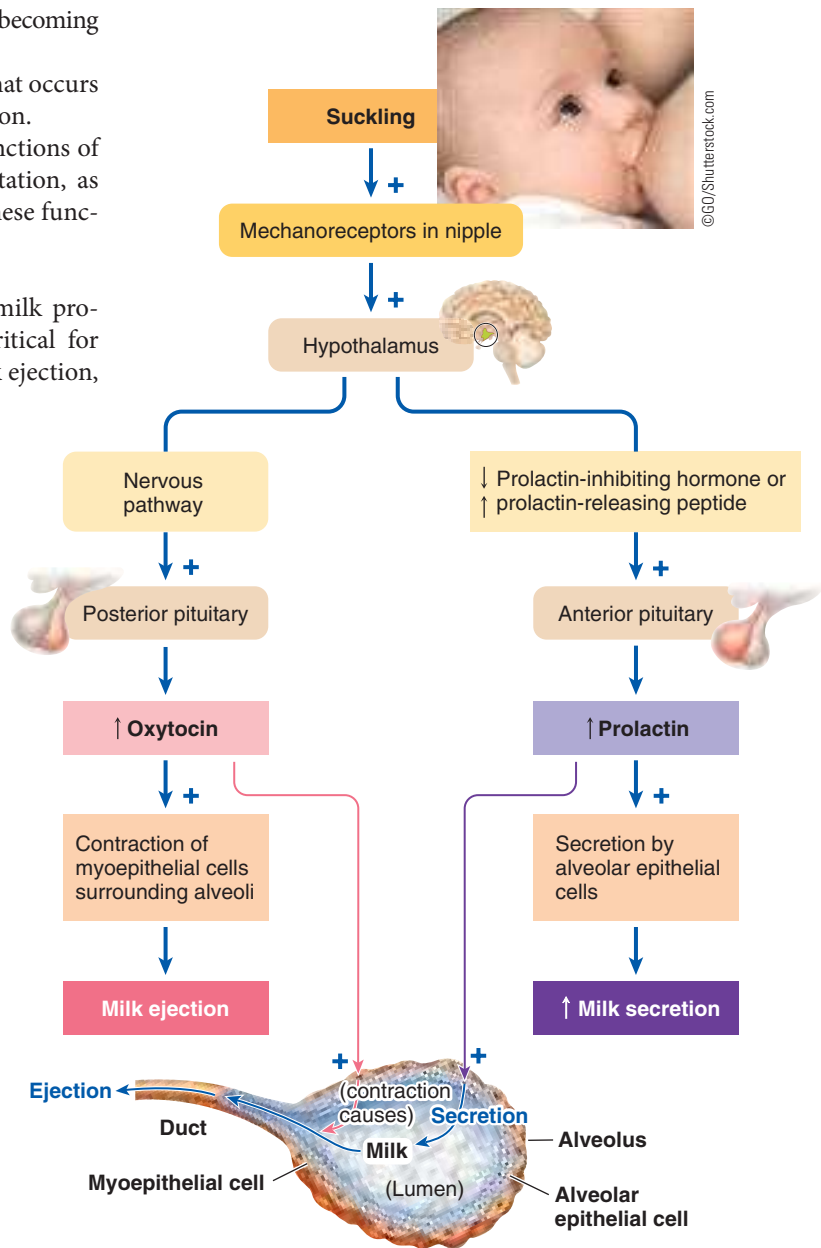 becoming
hat occurs
on.
nctions of
tation, as
hese func-
milk pro-
ritical for
k ejection,
©GO/Shutterstock.com
Suckling
+
Mechanoreceptors in nipple
+
Hypothalamus
Nervous
pathway
↓ Prolactin-inhibiting hormone or
↑ prolactin-releasing peptide
+
+
Posterior pituitary
Anterior pituitary
↑ Oxytocin
↑ Prolactin
+
+
Contraction of
myoepithelial cells
surrounding alveoli
Secretion by
alveolar epithelial
cells
Milk ejection
↑ Milk secretion
+
+
Ejection
(contraction
causes)
Secretion
Duct
Milk
Alveolus
Myoepithelial cell
(Lumen)
Alveolar
epithelial cell